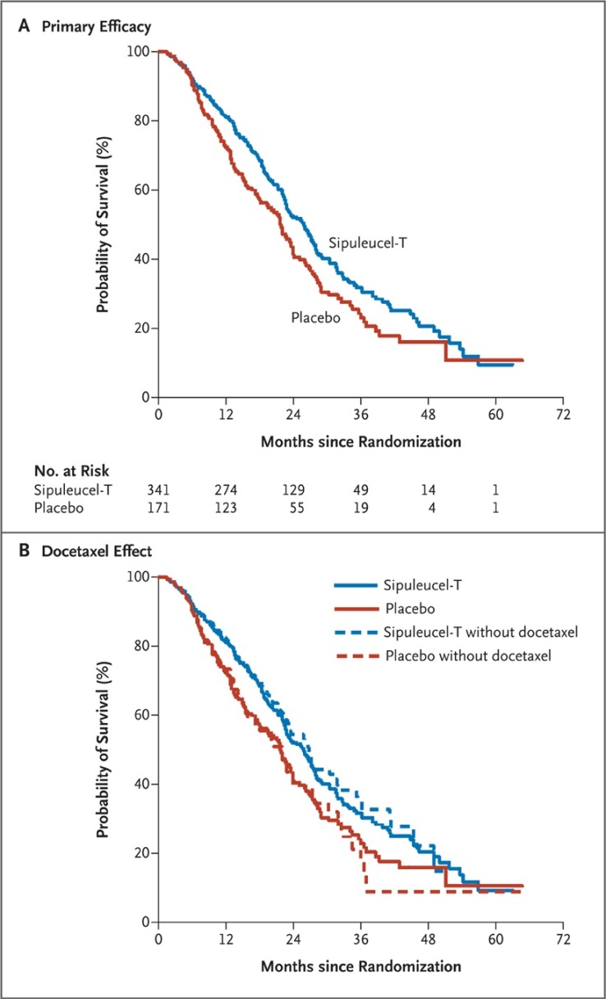 A Primary Efficacy
100
80
60
40
20
0
Probability of Survival (%)
Sipuleucel-T
Placebo
0 12 24 36 48 60 72
Months since Randomization
No. at Risk
Sipuleucel-T 341 274 129 49 14 1
Placebo 171 123 55 19 4 1
B Docetaxel Effect
100
80
60
40
20
0
Probability of Survival (%)
Sipuleucel-T
Placebo
Sipuleucel-T without docetaxel
Placebo without docetaxel
0 12 24 36 48 60 72
Months since Randomization